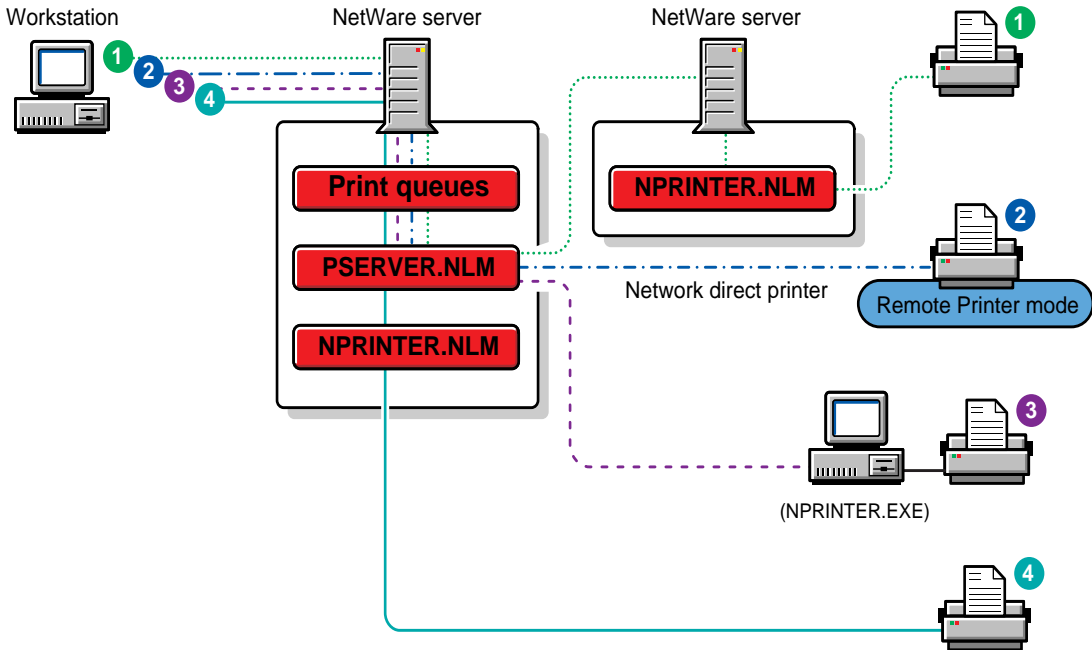 Workstation
NetWare server
NetWare server
1
1
2
3
4
Print queues
NPRINTER.NLM
2
PSERVER.NLM
Network direct printer
Remote Printer mode
NPRINTER.NLM
3
(NPRINTER.EXE)
4